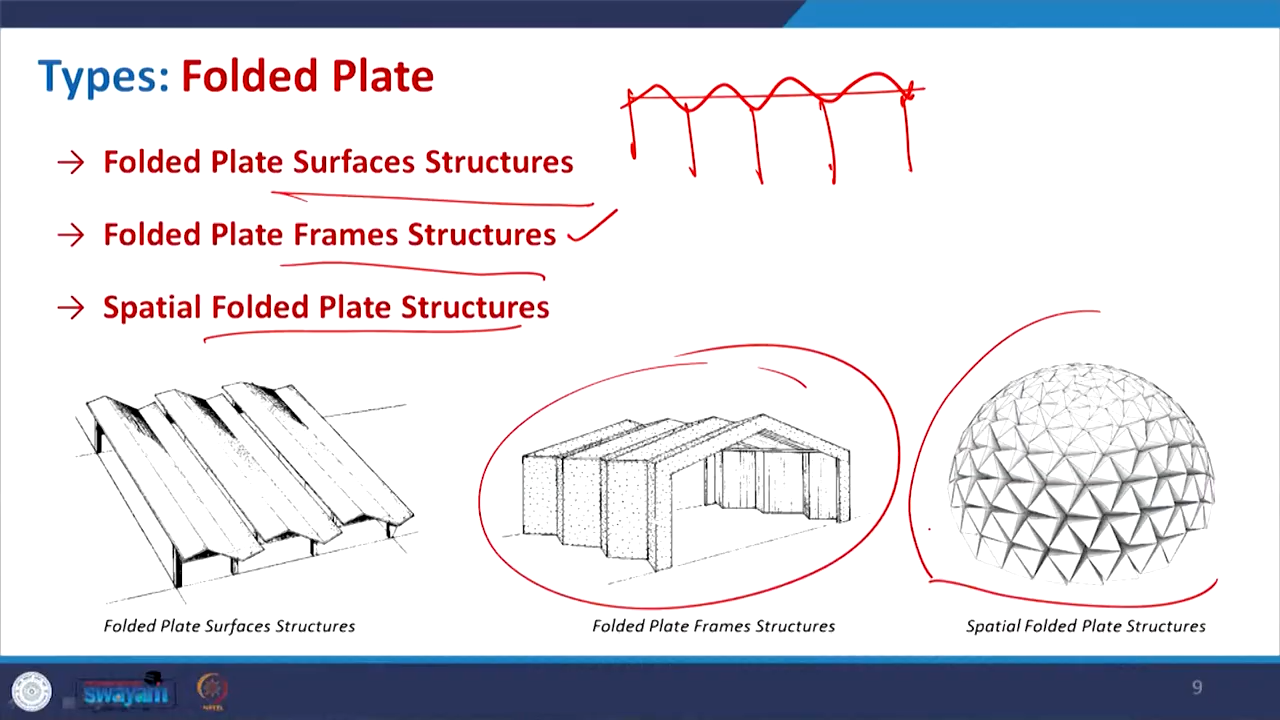 Types: Folded Plate
→ Folded Plate Surfaces Structures
→ Folded Plate Frames Structures
→ Spatial Folded Plate Structures
Folded Plate Surfaces Structures
Folded Plate Frames Structures
Spatial Folded Plate Structures
swayam
NPTEL
9